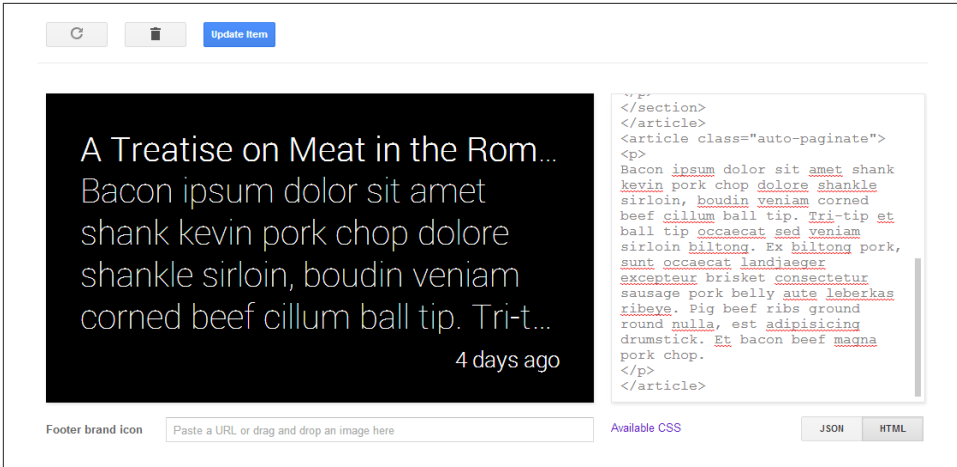 Update Item
A Treatise on Meat in the Rom...
Bacon ipsum dolor sit amet
shank kevin pork chop dolore
shankle sirloin, boudin veniam
corned beef cillum ball tip. Tri-t...
4 days ago
</p>
</section>
</article>
<article class="auto-paginate">
<p>
Bacon ipsum dolor sit amet shank
kevin pork chop dolore shankle
sirloin, boudin veniam corned
beef cillum ball tip. Tri-tip et
ball tip occaecat sed veniam
sirloin biltong. Ex biltong pork,
sunt occaecat landjaeger
excepteur brisket consectetur
sausage pork belly aute leberkas
ribeye. Pig beef ribs ground
round nulla, est adipisicing
drumstick. Et bacon beef magna
pork chop.
</p>
</article>
Footer brand icon
Paste a URL or drag and drop an image here
Available CSS
JSON
HTML